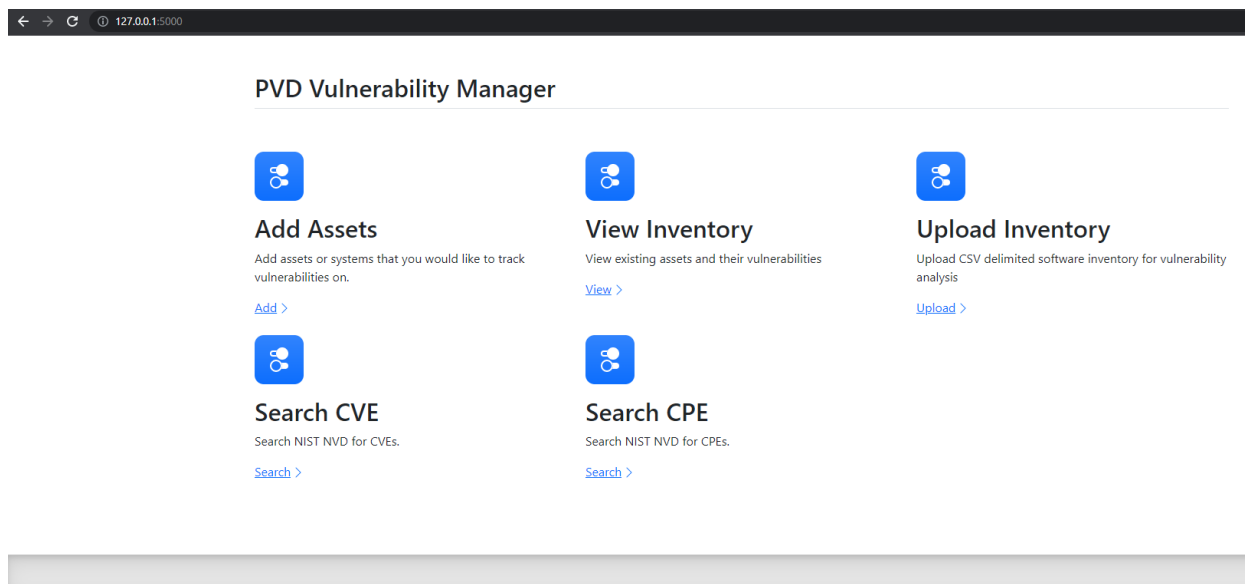 127.0.0.1:5000
PVD Vulnerability Manager
Add Assets
Add assets or systems that you would like to track
vulnerabilities on.
Add
View Inventory
View existing assets and their vulnerabilities
View
Upload Inventory
Upload CSV delimited software inventory for vulnerability
analysis
Upload
Search CVE
Search NIST NVD for CVEs.
Search
Search CPE
Search NIST NVD for CPEs.
Search